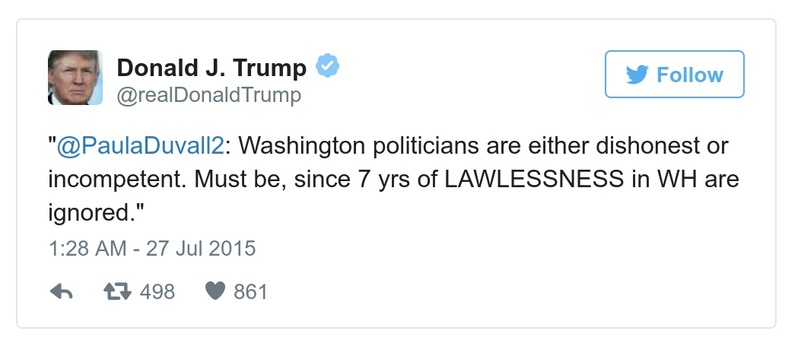 Donald J. Trump
@realDonaldTrump
Follow
"@PaulaDuvall2: Washington politicians are either dishonest or
incompetent. Must be, since 7 yrs of LAWLESSNESS in WH are
ignored."
1:28 AM - 27 Jul 2015
498 861